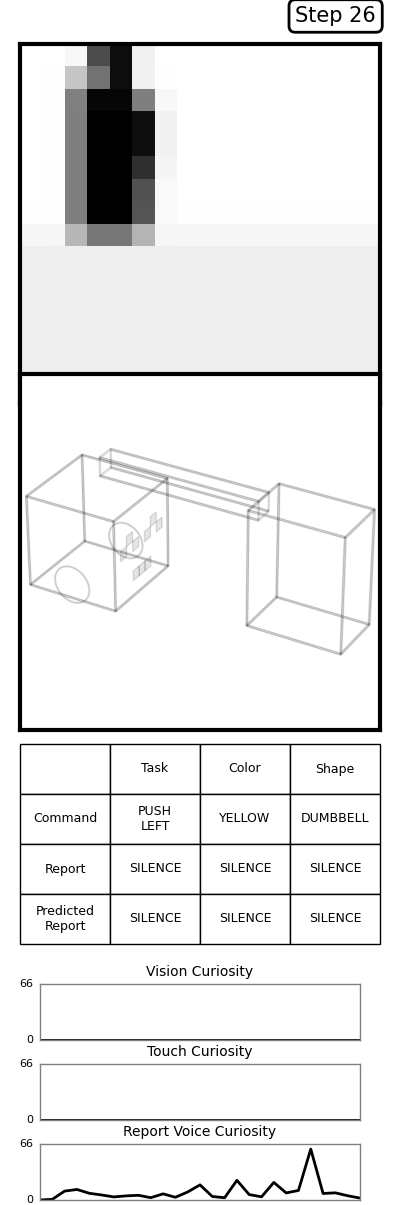 Step 26
Task Color Shape
Command PUSH LEFT YELLOW DUMBBELL
Report SILENCE SILENCE SILENCE
Predicted Report SILENCE SILENCE SILENCE
Vision Curiosity
66
0
Touch Curiosity
66
0
Report Voice Curiosity
66
0